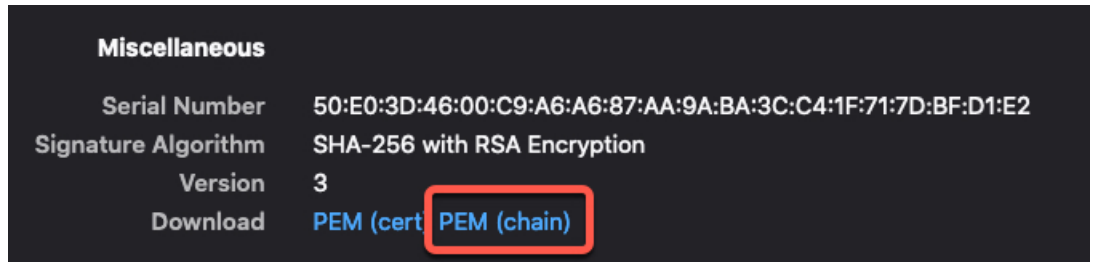 Miscellaneous
Serial Number 50:E0:3D:46:00:C9:A6:A6:87:AA:9A:BA:3C:C4:1F:71:7D:BF:D1:E2
Signature Algorithm SHA-256 with RSA Encryption
Version 3
Download PEM (cert) PEM (chain)